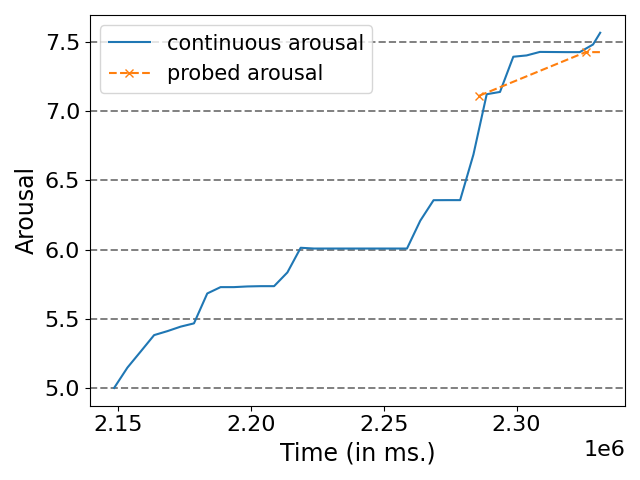 continuous arousal
probed arousal
7.5
7.0
6.5
6.0
5.5
5.0
Arousal
2.15
2.20
2.25
2.30
1e6
Time (in ms.)